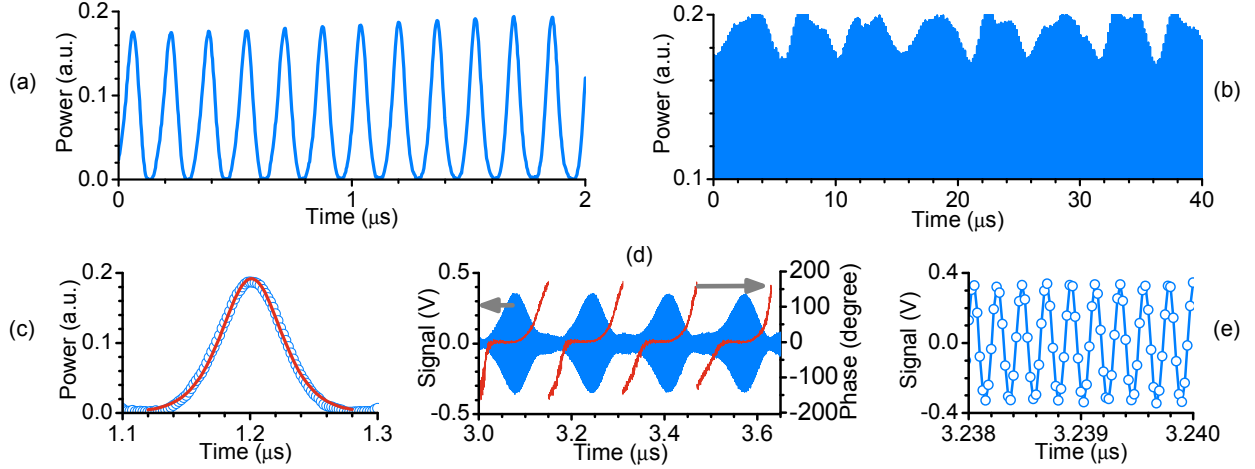 (a)
Power (a.u.)
0.2
0.1
0.0
0
1
2
Time (μs)
Power (a.u.)
0.2
0.1
0
10
20
30
40
Time (μs)
(b)
(c)
Power (a.u.)
0.2
0.1
0.0
1.1
1.2
1.3
Time (μs)
(d)
Signal (V)
0.5
0.0
-0.5
3.0
3.2
3.4
3.6
Time (μs)
200
100
0
-100
-200
Phase (degree)
Signal (V)
0.4
0.0
-0.4
3.238
3.239
3.240
Time (μs)
(e)